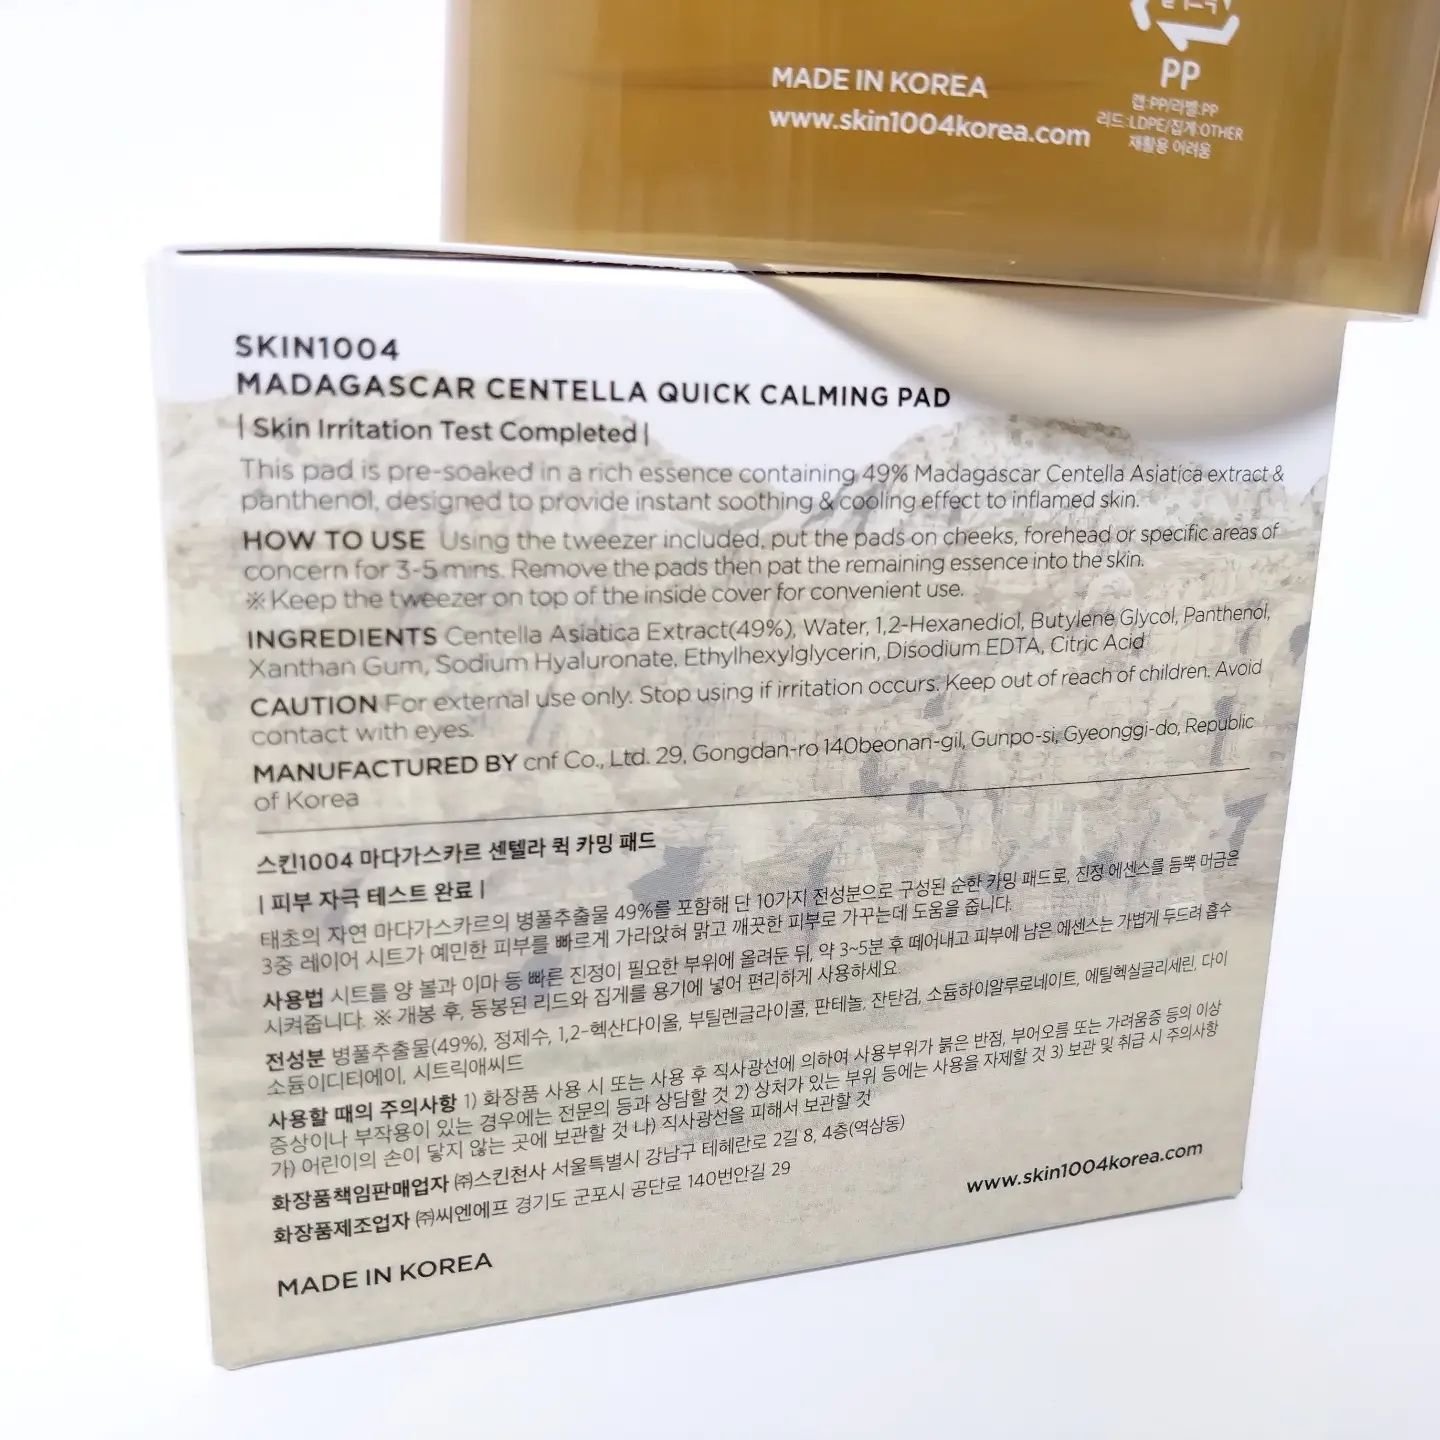 MADE IN KOREA
www.skin1004korea.com
PP
캡:PP/라벨:PP
리드:LDPE/집게:OTHER
재활용 어려움
SKIN1004
MADAGASCAR CENTELLA QUICK CALMING PAD
| Skin Irritation Test Completed |
This pad is pre-soaked in a rich essence containing 49% Madagascar Centella Asiatica extract &
panthenol, designed to provide instant soothing & cooling effect to inflamed skin.
HOW TO USE Using the tweezer included, put the pads on cheeks, forehead or specific areas of
concern for 3-5 mins. Remove the pads then pat the remaining essence into the skin.
※ Keep the tweezer on top of the inside cover for convenient use.
INGREDIENTS Centella Asiatica Extract(49%), Water, 1,2-Hexanediol, Butylene Glycol, Panthenol,
Xanthan Gum, Sodium Hyaluronate, Ethylhexylglycerin, Disodium EDTA, Citric Acid
CAUTION For external use only. Stop using if irritation occurs. Keep out of reach of children. Avoid
contact with eyes.
MANUFACTURED BY cnf Co., Ltd. 29, Gongdan-ro 140beonan-gil, Gunpo-si, Gyeonggi-do, Republic
of Korea
스킨1004 마다가스카르 센텔라 퀵 카밍 패드
| 피부 자극 테스트 완료 |
태초의 자연 마다가스카르의 병풀추출물 49%를 포함해 단 10가지 전성분으로 구성된 순한 카밍 패드로, 진정 에센스를 듬뿍 머금은
3중 레이어 시트가 예민한 피부를 빠르게 가라앉혀 맑고 깨끗한 피부로 가꾸는데 도움을 줍니다.
사용법 시트를 양 볼과 이마 등 빠른 진정이 필요한 부위에 올려둔 뒤, 약 3~5분 후 떼어내고 피부에 남은 에센스는 가볍게 두드려 흡수
시켜줍니다. ※ 개봉 후, 동봉된 리드와 집게를 용기에 넣어 편리하게 사용하세요.
전성분 병풀추출물(49%), 정제수, 1,2-헥산다이올, 부틸렌글라이콜, 판테놀, 잔탄검, 소듐하이알루로네이트, 에틸헥실글리세린, 다이
소듐이디티에이, 시트릭애씨드
사용할 때의 주의사항 1) 화장품 사용 시 또는 사용 후 직사광선에 의하여 사용부위가 붉은 반점, 부어오름 또는 가려움증 등의 이상
증상이나 부작용이 있는 경우에는 전문의 등과 상담할 것 2) 상처가 있는 부위 등에는 사용을 자제할 것 3) 보관 및 취급 시 주의사항
가) 어린이의 손이 닿지 않는 곳에 보관할 것 나) 직사광선을 피해서 보관할 것
화장품책임판매업자 ㈜스킨천사 서울특별시 강남구 테헤란로 2길 8, 4층(역삼동)
화장품제조업자 ㈜씨엔에프 경기도 군포시 공단로 140번안길 29
www.skin1004korea.com
MADE IN KOREA